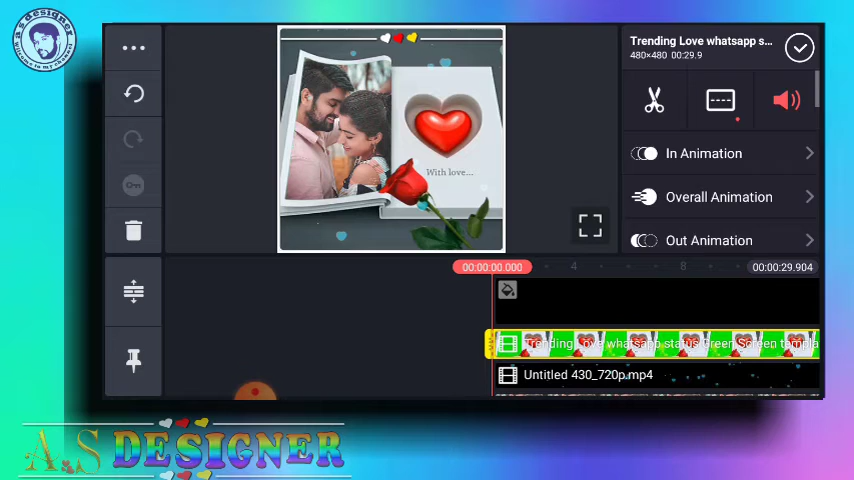 as designer
Trending Love whatsapp s...
480×480 00:29.9
In Animation
Overall Animation
Out Animation
With love...
00:00:00.000
4
8
00:00:29.904
Trending Love whatsapp status Green Screen templa
Untitled 430_720p.mp4
A.S DESIGNER